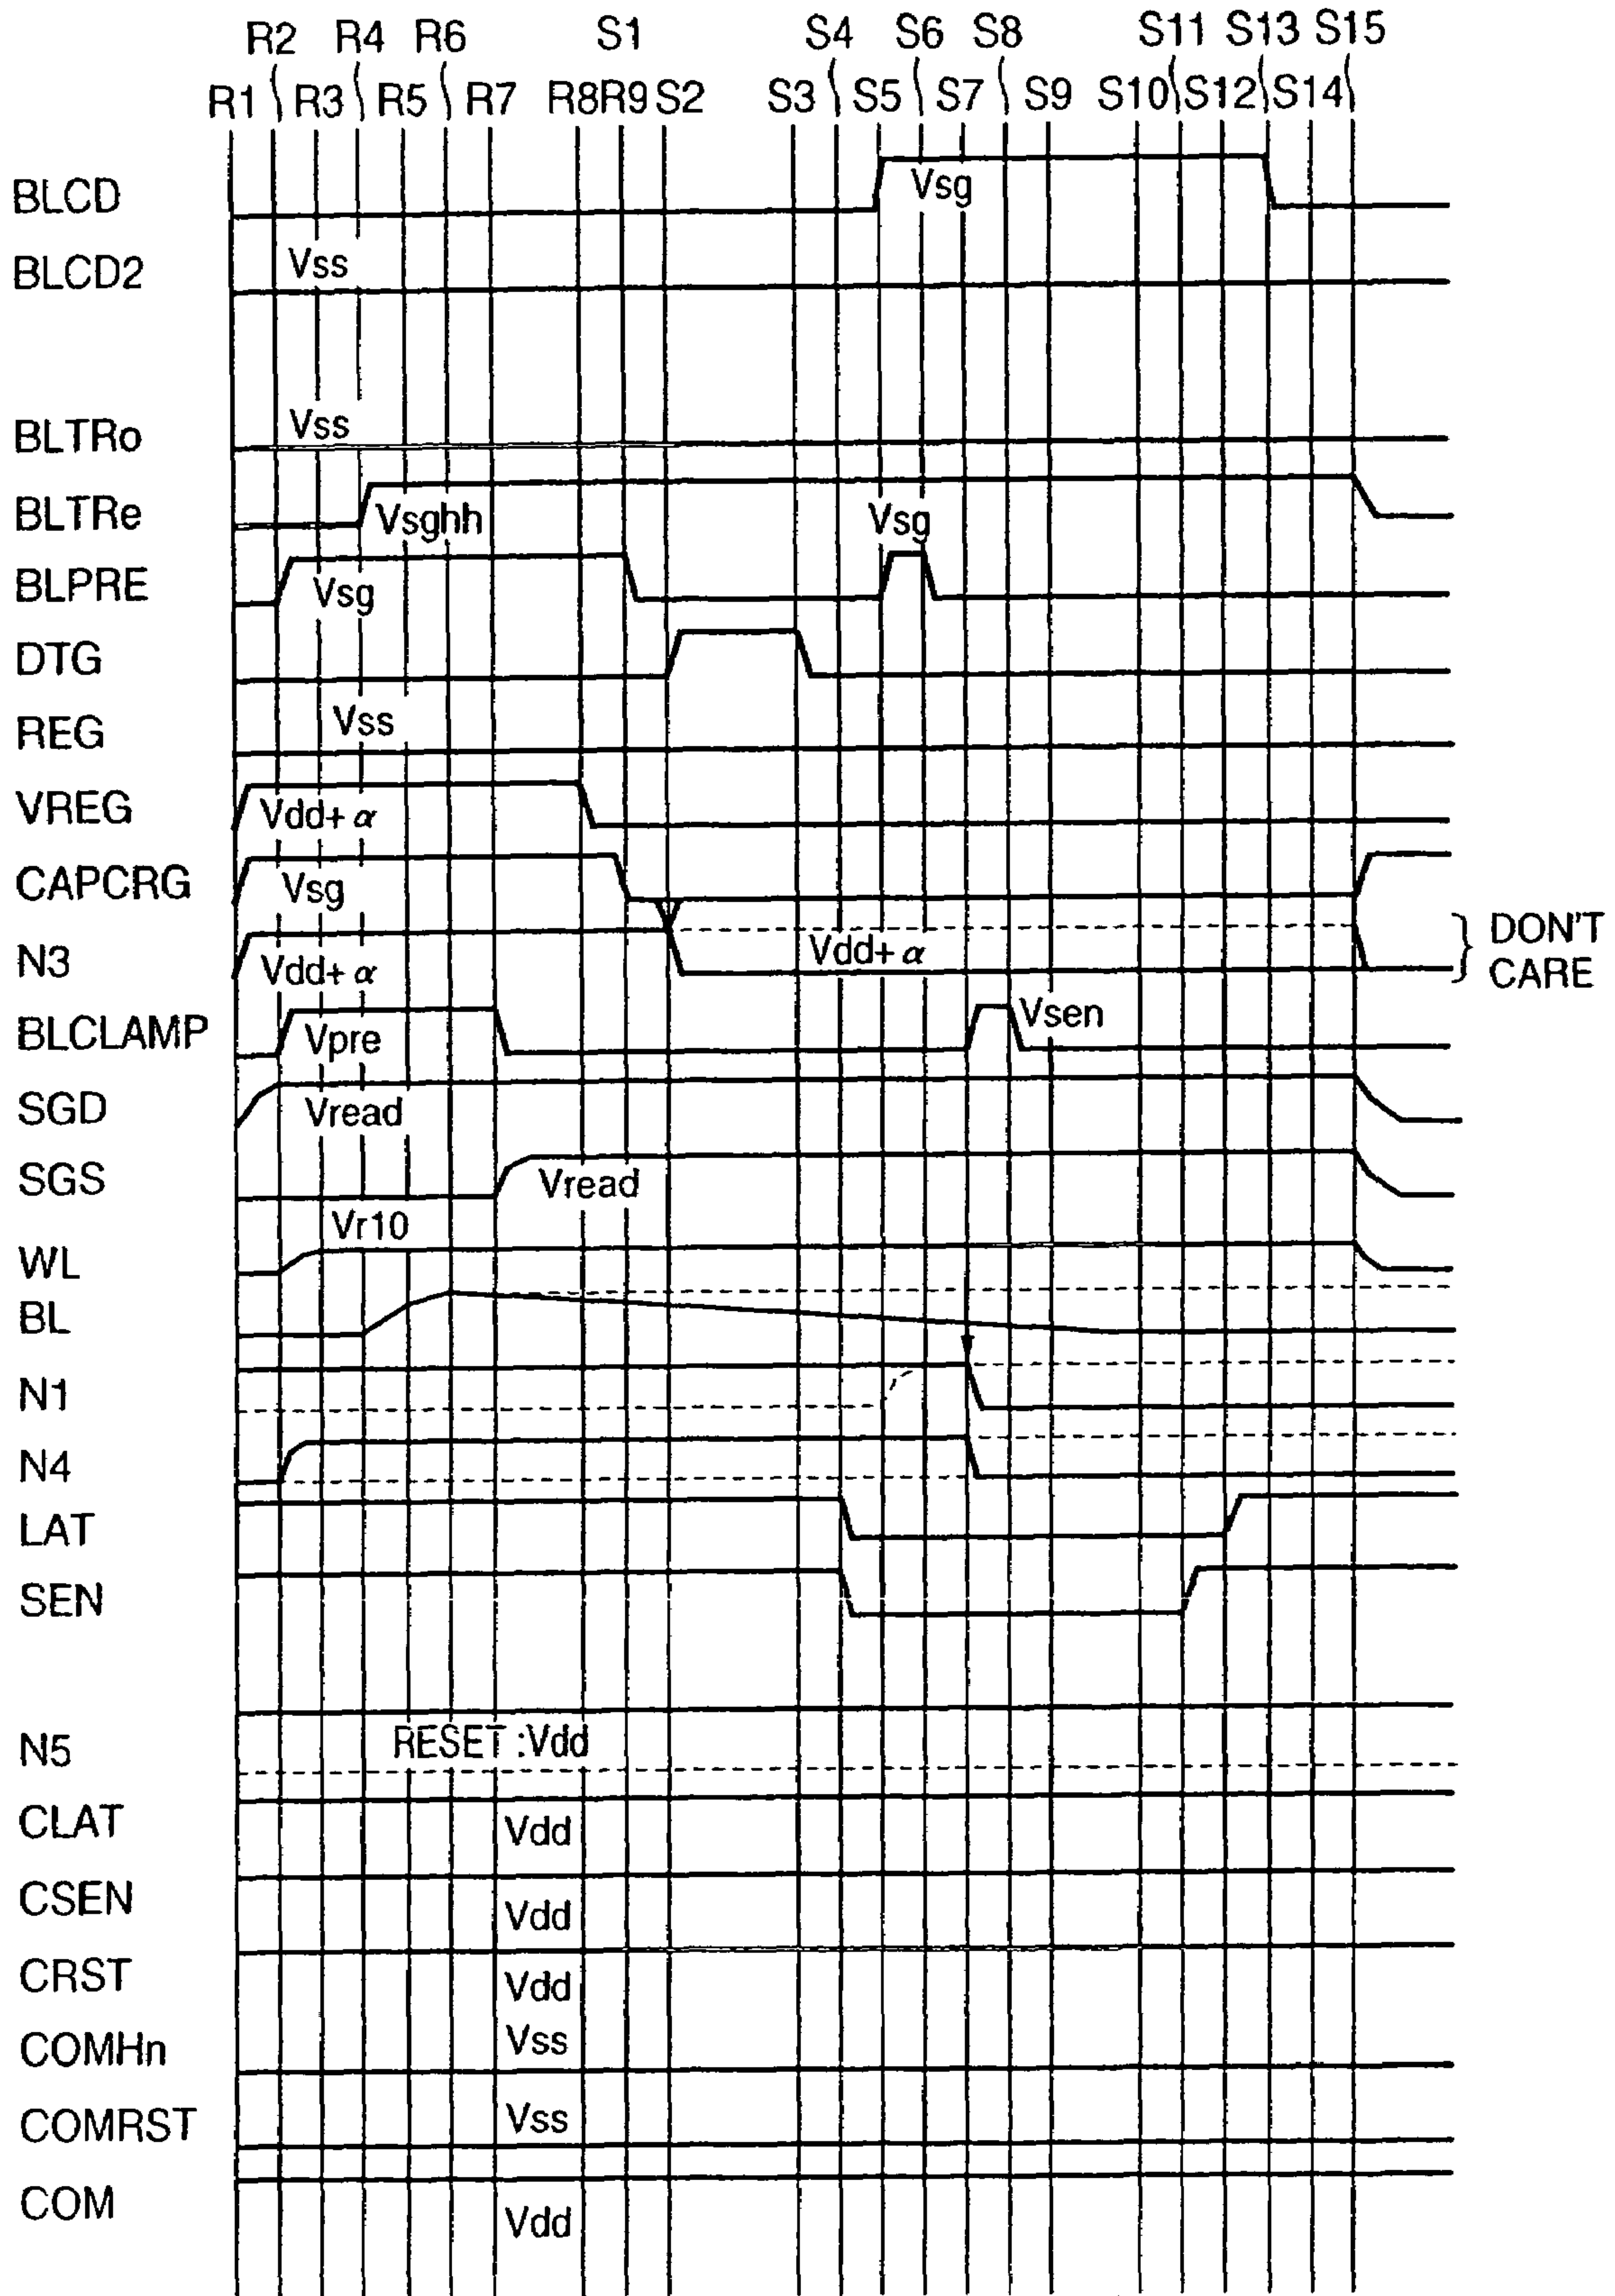 R2 R4 R6 S1 S4 S6 S8 S11 S13 S15
R1 R3 R5 R7 R8 R9 S2 S3 S5 S7 S9 S10 S12 S14
BLCD Vsg
BLCD2 Vss
BLTRo Vss
BLTRe Vsghh
BLPRE Vsg Vsg
DTG
REG Vss
VREG Vdd+α
CAPCRG Vsg
N3 Vdd+α Vdd+α DON'T
CARE
BLCLAMP Vpre Vsen
SGD Vread
SGS Vread
WL Vr10
BL
N1
N4
LAT
SEN
N5 RESET :Vdd
CLAT Vdd
CSEN Vdd
CRST Vdd
COMHn Vss
COMRST Vss
COM Vdd